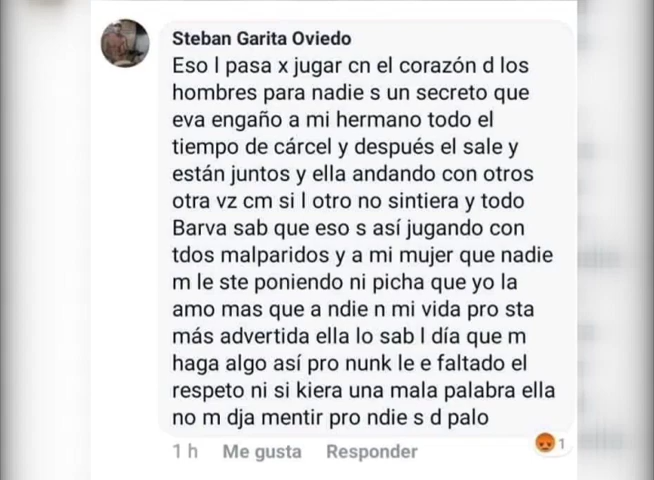 Steban Garita Oviedo
Eso l pasa x jugar cn el corazón d los
hombres para nadie s un secreto que
eva engaño a mi hermano todo el
tiempo de cárcel y después el sale y
están juntos y ella andando con otros
otra vz cm si l otro no sintiera y todo
Barva sab que eso s así jugando con
tdos malparidos y a mi mujer que nadie
m le ste poniendo ni picha que yo la
amo mas que a ndie n mi vida pro sta
más advertida ella lo sab l día que m
haga algo así pro nunk le e faltado el
respeto ni si kiera una mala palabra ella
no m dja mentir pro ndie s d palo
1 h Me gusta Responder 1